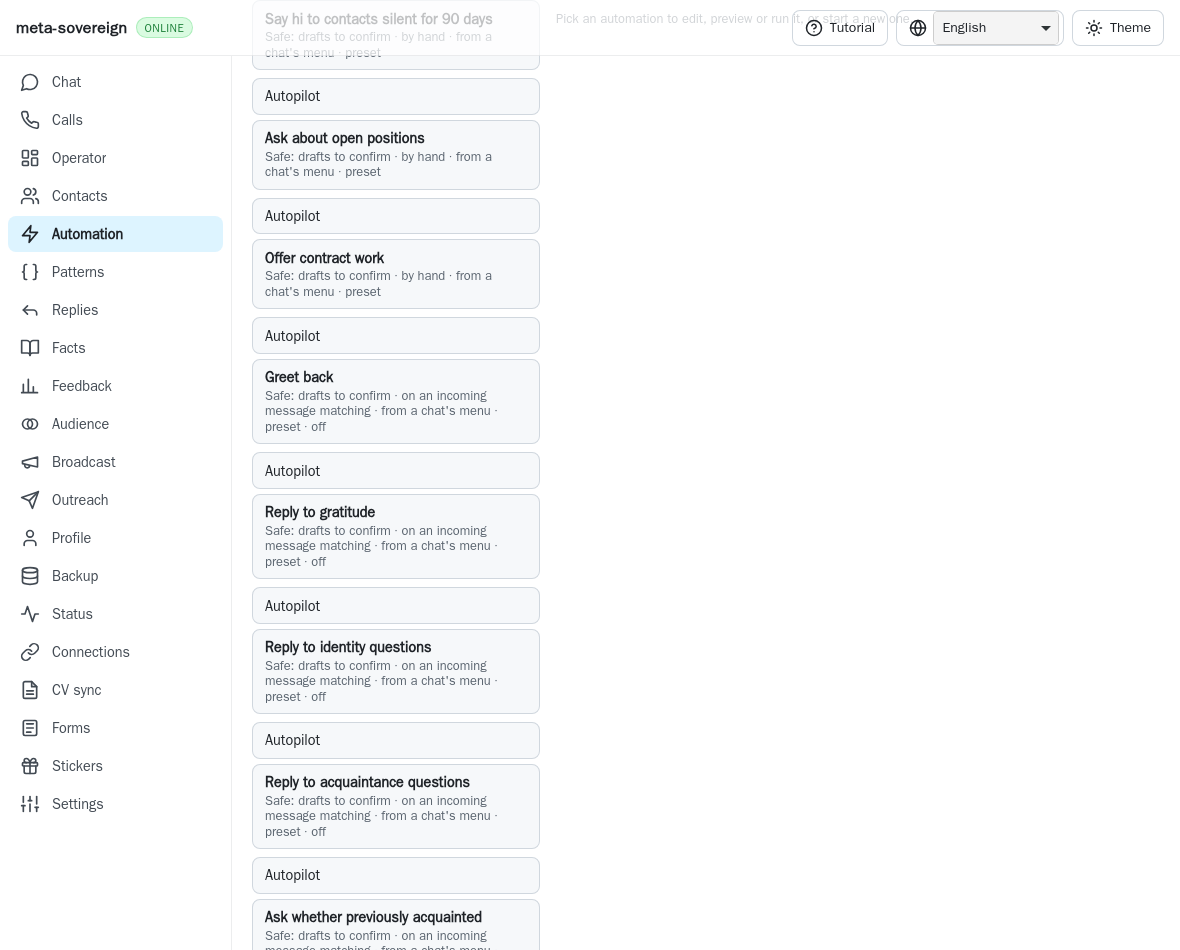 meta-sovereign ONLINE
Tutorial
English
Theme
Pick an automation to edit, preview or run it, or start a new one
Chat
Calls
Operator
Contacts
Automation
Patterns
Replies
Facts
Feedback
Audience
Broadcast
Outreach
Profile
Backup
Status
Connections
CV sync
Forms
Stickers
Settings
Say hi to contacts silent for 90 days
Safe: drafts to confirm · by hand · from a
chat's menu · preset
Autopilot
Ask about open positions
Safe: drafts to confirm · by hand · from a
chat's menu · preset
Autopilot
Offer contract work
Safe: drafts to confirm · by hand · from a
chat's menu · preset
Autopilot
Greet back
Safe: drafts to confirm · on an incoming
message matching · from a chat's menu ·
preset · off
Autopilot
Reply to gratitude
Safe: drafts to confirm · on an incoming
message matching · from a chat's menu ·
preset · off
Autopilot
Reply to identity questions
Safe: drafts to confirm · on an incoming
message matching · from a chat's menu ·
preset · off
Autopilot
Reply to acquaintance questions
Safe: drafts to confirm · on an incoming
message matching · from a chat's menu ·
preset · off
Autopilot
Ask whether previously acquainted
Safe: drafts to confirm · on an incoming
message matching · from a chat's menu ·